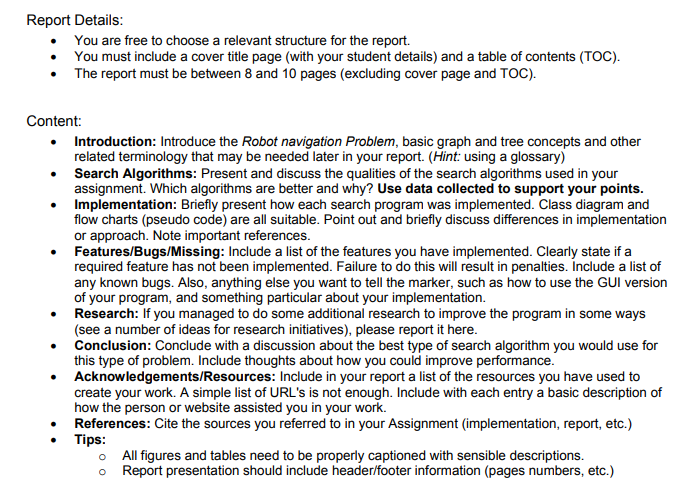 Report Details:
• You are free to choose a relevant structure for the report.
• You must include a cover title page (with your student details) and a table of contents (TOC).
• The report must be between 8 and 10 pages (excluding cover page and TOC).
Content:
• Introduction: Introduce the Robot navigation Problem, basic graph and tree concepts and other
related terminology that may be needed later in your report. (Hint: using a glossary)
• Search Algorithms: Present and discuss the qualities of the search algorithms used in your
assignment. Which algorithms are better and why? Use data collected to support your points.
• Implementation: Briefly present how each search program was implemented. Class diagram and
flow charts (pseudo code) are all suitable. Point out and briefly discuss differences in implementation
or approach. Note important references.
• Features/Bugs/Missing: Include a list of the features you have implemented. Clearly state if a
required feature has not been implemented. Failure to do this will result in penalties. Include a list of
any known bugs. Also, anything else you want to tell the marker, such as how to use the GUI version
of your program, and something particular about your implementation.
• Research: If you managed to do some additional research to improve the program in some ways
(see a number of ideas for research initiatives), please report it here.
• Conclusion: Conclude with a discussion about the best type of search algorithm you would use for
this type of problem. Include thoughts about how you could improve performance.
• Acknowledgements/Resources: Include in your report a list of the resources you have used to
create your work. A simple list of URL's is not enough. Include with each entry a basic description of
how the person or website assisted you in your work.
• References: Cite the sources you referred to in your Assignment (implementation, report, etc.)
• Tips:
o All figures and tables need to be properly captioned with sensible descriptions.
o Report presentation should include header/footer information (pages numbers, etc.)